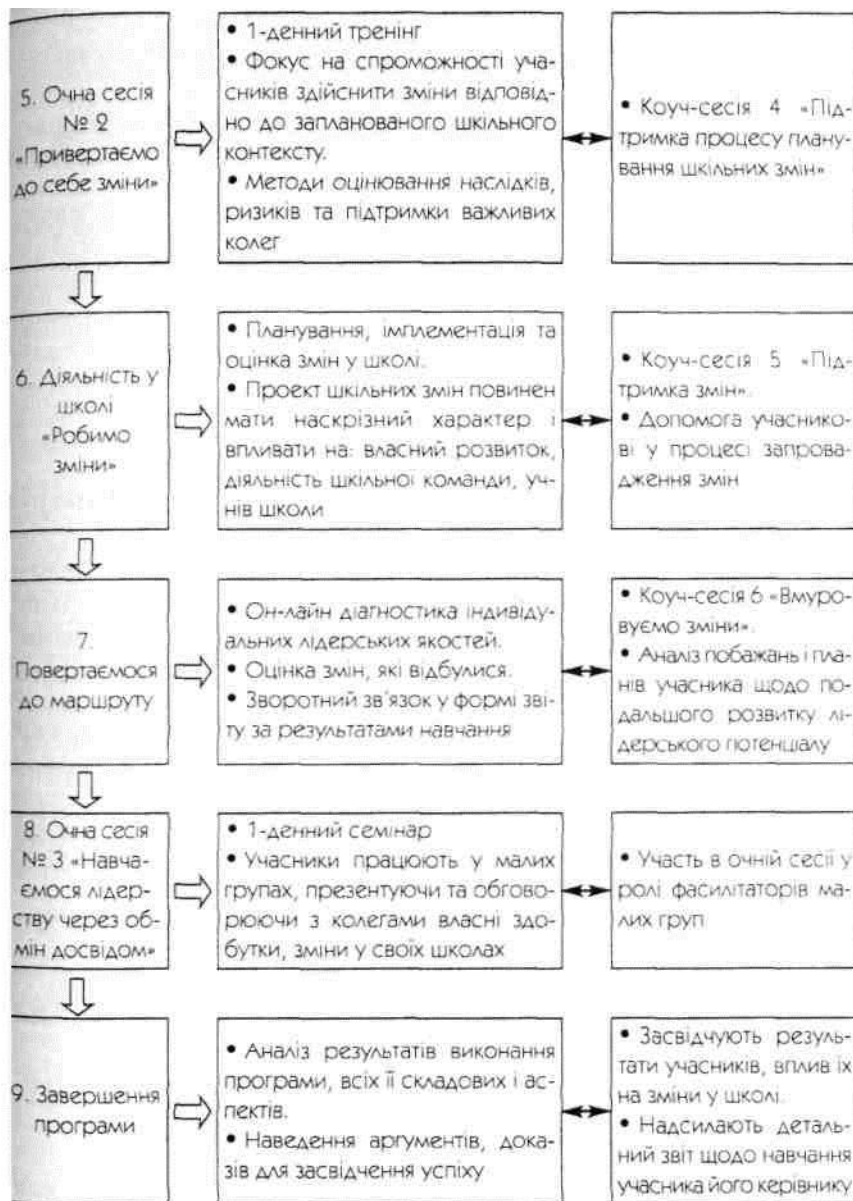 5. Очна сесія
№ 2
«Привертаємо
до себе зміни»
• 1-денний тренінг
• Фокус на спроможності уча-
сників здійснити зміни відповід-
но до запланованого шкільного
контексту.
• Методи оцінювання наслідків,
ризиків та підтримки важливих
колег
• Коуч-сесія 4 «Під-
тримка процесу плану-
вання шкільних змін»
6. Діяльність у
школі
«Робимо
зміни»
• Планування, імплементація та
оцінка змін у школі.
• Проект шкільних змін повинен
мати наскрізний характер і
впливати на: власний розвиток,
діяльність шкільної команди, уч-
нів школи
• Коуч-сесія 5 «Під-
тримка змін».
• Допомога учаснико-
ві у процесі запрова-
дження змін
7.
Повертаємося
до маршруту
• Он-лайн діагностика індивіду-
альних лідерських якостей.
• Оцінка змін, які відбулися.
• Зворотний зв'язок у формі зві-
ту за результатами навчання
• Коуч-сесія 6 «Вмуро-
вуємо зміни».
• Аналіз побажань і пла-
нів учасника щодо по-
дальшого розвитку лі-
дерського потенціалу
8. Очна сесія
№ 3 «Навча-
ємося лідер-
ству через об-
мін досвідом»
• 1-денний семінар
• Учасники працюють у малих
групах, презентуючи та обгово-
рюючи з колегами власні здо-
бутки, зміни у своїх школах
• Участь в очній сесії у
ролі фасилітаторів ма-
лих груп
9. Завершення
програми
• Аналіз результатів виконання
програми, всіх її складових і ас-
пектів.
• Наведення аргументів, дока-
зів для засвідчення успіху
• Засвідчують резуль-
тати учасників, вплив їх
на зміни у школі.
• Надсилають деталь-
ний звіт щодо навчання
учасника його керівнику